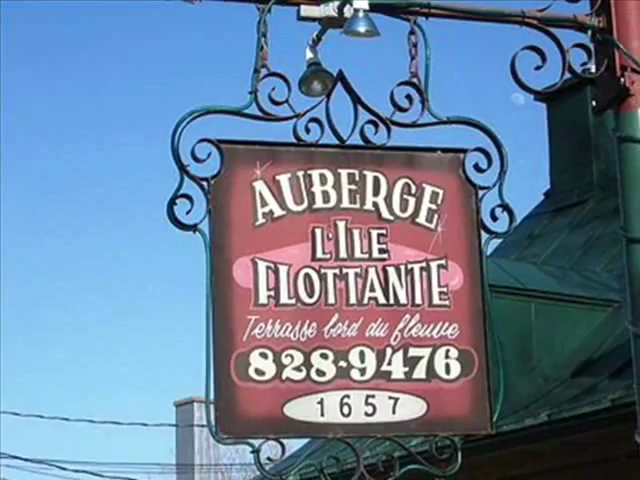 AUBERGE
L'ILE
FLOTTANTE
Terrasse bord du fleuve
828-9476
1657